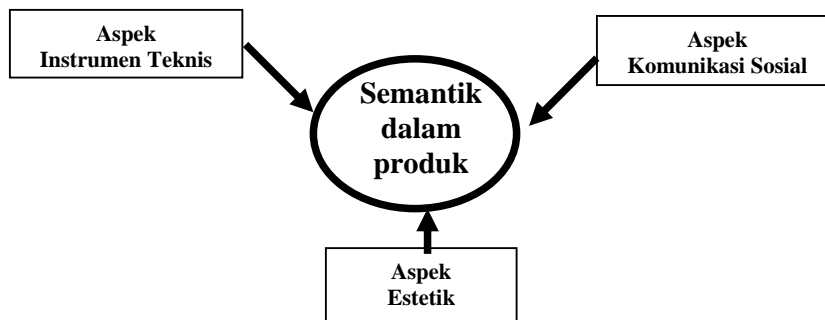 Aspek
Instrumen Teknis
Aspek
Komunikasi Sosial
Semantik
dalam
produk
Aspek
Estetik